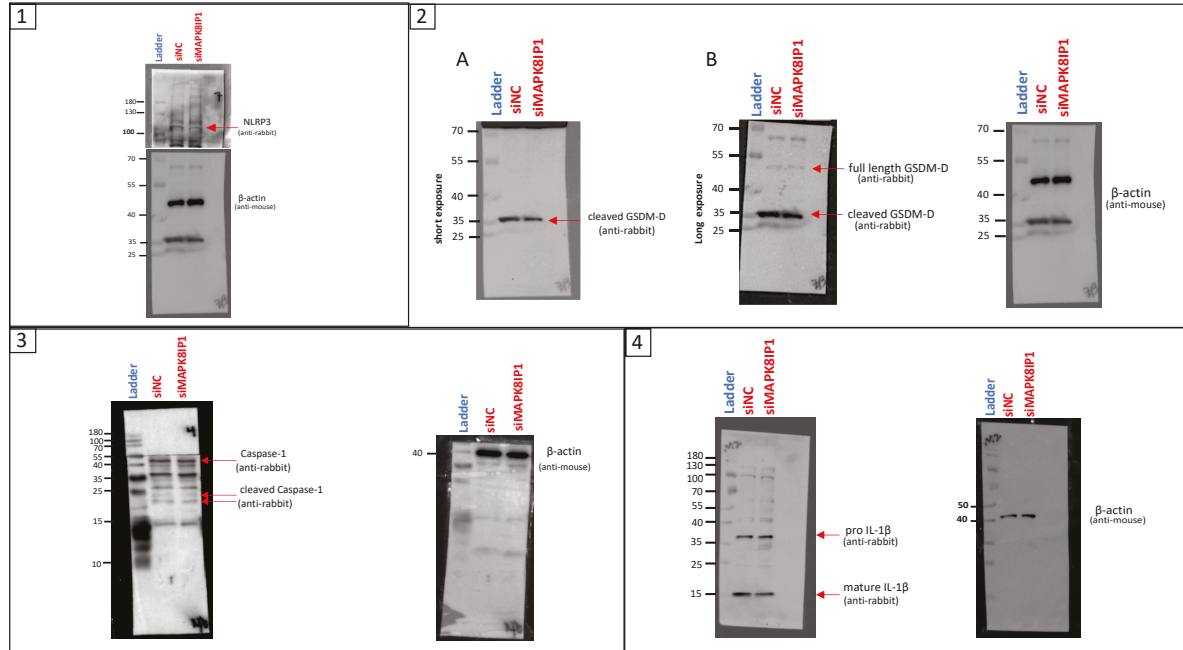 1
Ladder
siNC
siMAPK8IP1
180
130
100
NLRP3
(anti-rabbit)
70
55
40
35
25
β-actin
(anti-mouse)
2
A
Ladder
siNC
siMAPK8IP1
short exposure
70
55
40
35
25
cleaved GSDM-D
(anti-rabbit)
B
Ladder
siNC
siMAPK8IP1
Long exposure
70
55
40
35
25
full length GSDM-D
(anti-rabbit)
cleaved GSDM-D
(anti-rabbit)
70
55
40
35
25
β-actin
(anti-mouse)
3
Ladder
siNC
siMAPK8IP1
180
100
70
55
40
35
25
15
10
Caspase-1
(anti-rabbit)
cleaved Caspase-1
(anti-rabbit)
Ladder
siNC
siMAPK8IP1
40
β-actin
(anti-mouse)
4
Ladder
siNC
siMAPK8IP1
180
130
100
70
55
40
35
25
15
pro IL-1β
(anti-rabbit)
mature IL-1β
(anti-rabbit)
Ladder
siNC
siMAPK8IP1
50
40
β-actin
(anti-mouse)